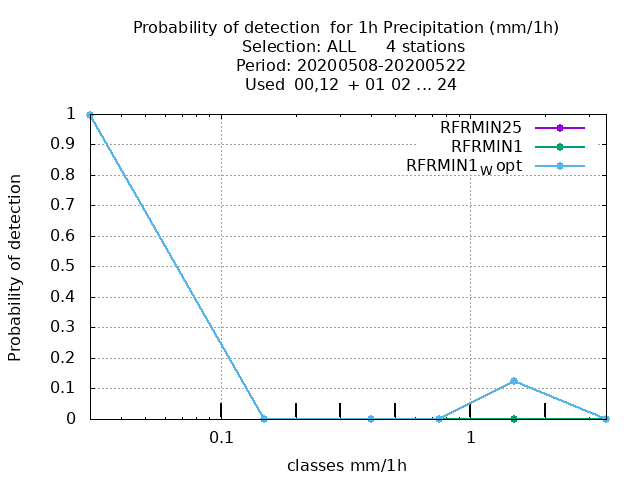 Probability of detection  for 1h Precipitation (mm/1h)
Selection: ALL      4 stations
Period: 20200508-20200522
Used  00,12  + 01 02 ... 24
RFRMIN25
RFRMIN1
RFRMIN1W opt
Probability of detection
1
0.9
0.8
0.7
0.6
0.5
0.4
0.3
0.2
0.1
0
0.1 1
classes mm/1h